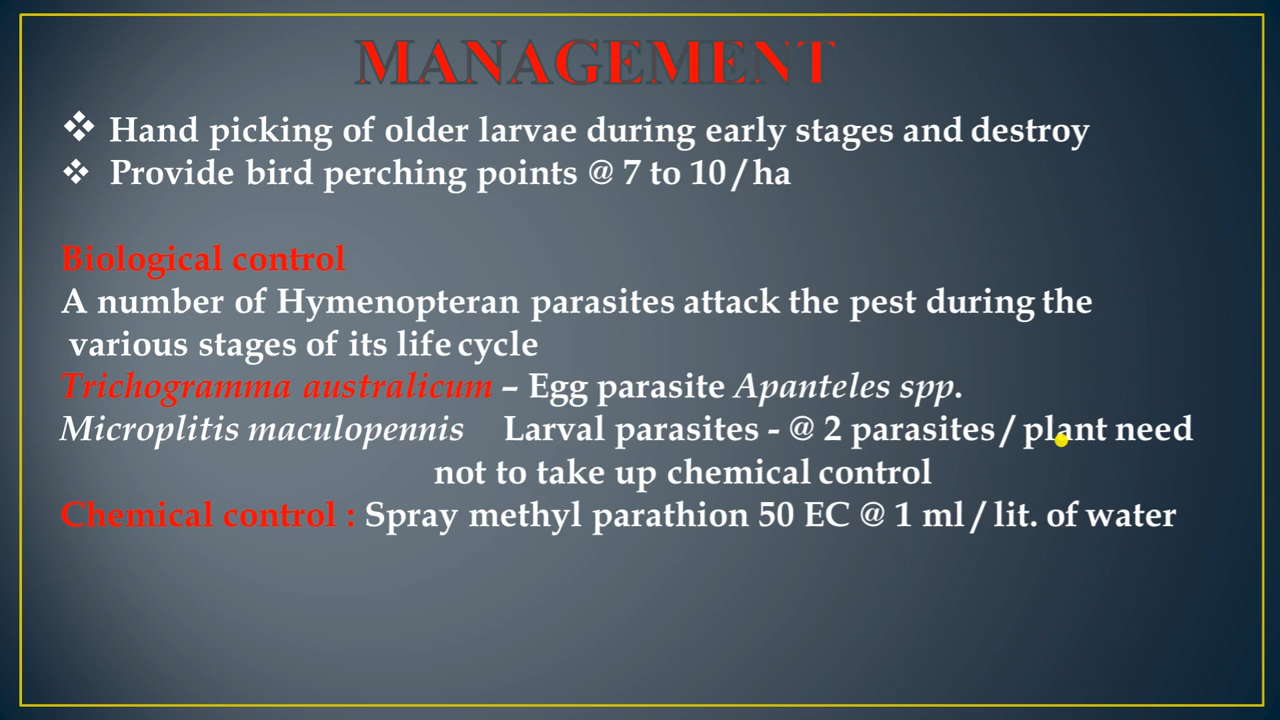 MANAGEMENT
❖ Hand picking of older larvae during early stages and destroy
❖ Provide bird perching points @ 7 to 10 / ha
Biological control
A number of Hymenopteran parasites attack the pest during the
various stages of its life cycle
Trichogramma australicum – Egg parasite Apanteles spp.
Microplitis maculopennis Larval parasites - @ 2 parasites / plant need
not to take up chemical control
Chemical control : Spray methyl parathion 50 EC @ 1 ml / lit. of water